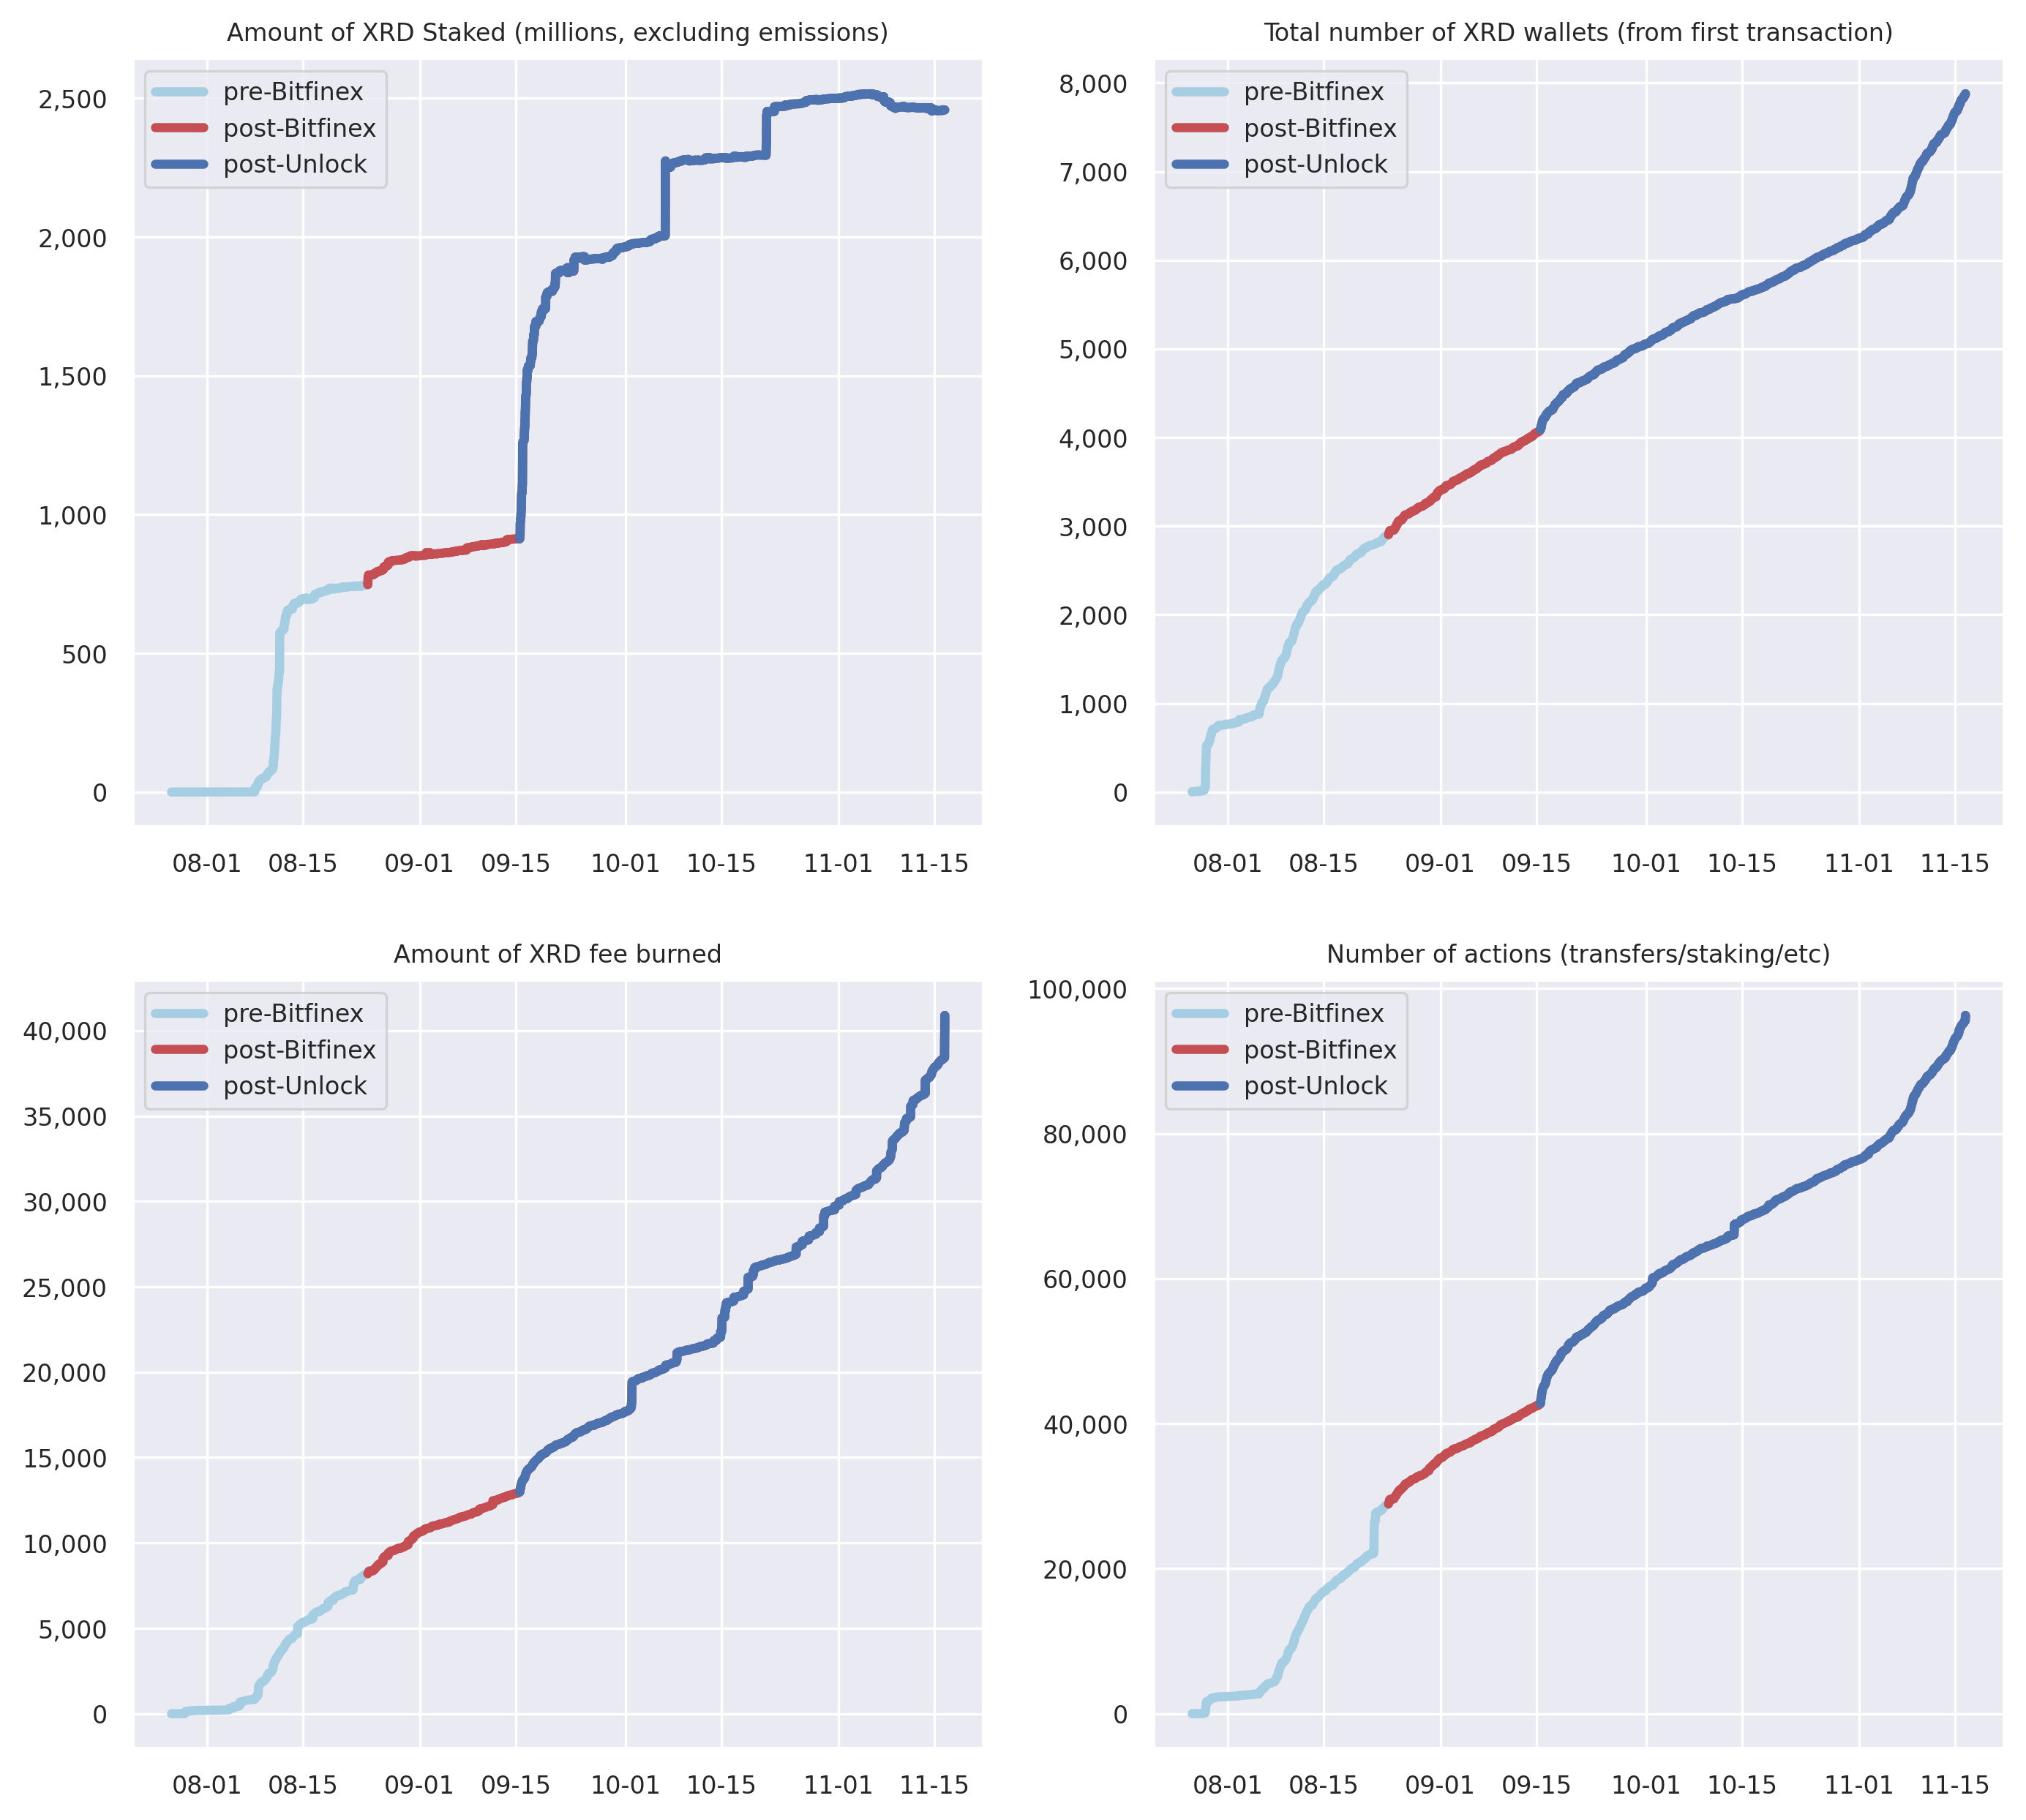 Amount of XRD Staked (millions, excluding emissions)
pre-Bitfinex
post-Bitfinex
post-Unlock
2,500
2,000
1,500
1,000
500
0
08-01 08-15 09-01 09-15 10-01 10-15 11-01 11-15
Total number of XRD wallets (from first transaction)
pre-Bitfinex
post-Bitfinex
post-Unlock
8,000
7,000
6,000
5,000
4,000
3,000
2,000
1,000
0
08-01 08-15 09-01 09-15 10-01 10-15 11-01 11-15
Amount of XRD fee burned
pre-Bitfinex
post-Bitfinex
post-Unlock
40,000
35,000
30,000
25,000
20,000
15,000
10,000
5,000
0
08-01 08-15 09-01 09-15 10-01 10-15 11-01 11-15
Number of actions (transfers/staking/etc)
pre-Bitfinex
post-Bitfinex
post-Unlock
100,000
80,000
60,000
40,000
20,000
0
08-01 08-15 09-01 09-15 10-01 10-15 11-01 11-15